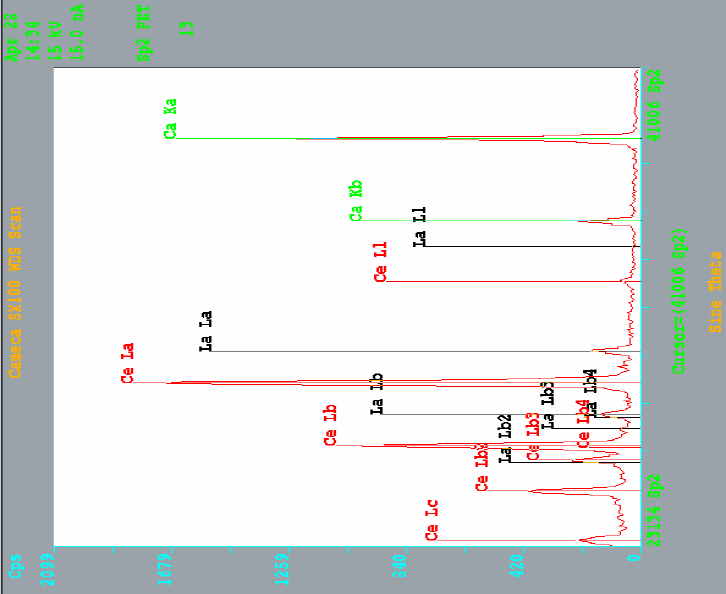 Cameca SX100 WDS Scan
Apr 28
14:34
15 kV
15.0 nA
Sp2 PET
13
Cps
2099
1679
1259
840
420
0
Ce Lc
Ce Lb2
La Lb2
Ce Lb3
Ce Lb
La Lb3
Ce Lb4
La Lb4
La Lb
Ce La
La La
Ce Ll
La Ll
Ca Kb
Ca Ka
23134 Sp2
Cursor=(41006 Sp2)
41006 Sp2
Sine Theta